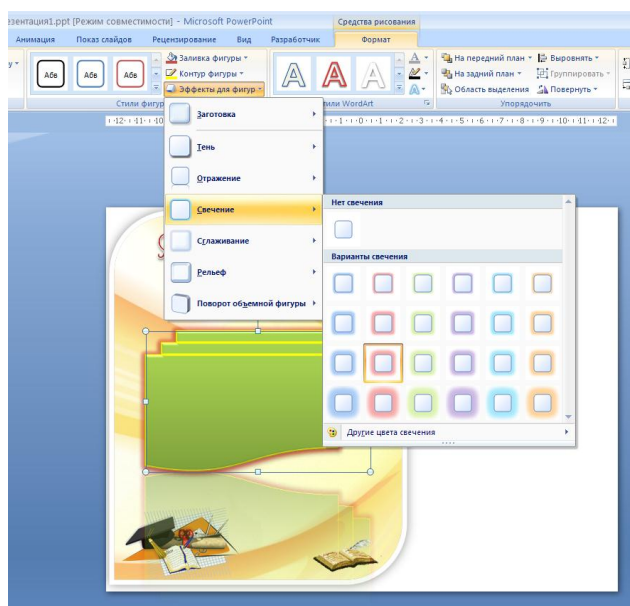 езентация1.ppt [Режим совместимости] - Microsoft PowerPoint
Средства рисования
Анимация Показ слайдов Рецензирование Вид Разработчик Формат
Абв Абв Абв
Заливка фигуры
Контур фигуры
Эффекты для фигур
На передний план
На задний план
Область выделения
Выровнять
Группировать
Повернуть
Стили фигур
тили WordArt
Упорядочить
Заготовка
Тень
Отражение
Свечение
Сглаживание
Рельеф
Поворот объемной фигуры
Нет свечения
Варианты свечения
Другие цвета свечения